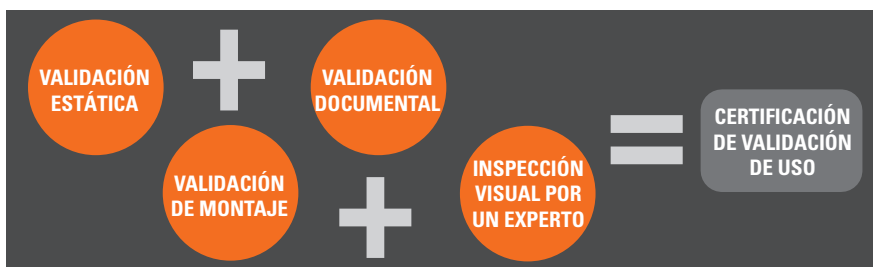 VALIDACIÓN
ESTÁTICA
+
VALIDACIÓN
DE MONTAJE
VALIDACIÓN
DOCUMENTAL
+
INSPECCIÓN
VISUAL POR
UN EXPERTO
=
CERTIFICACIÓN
DE VALIDACIÓN
DE USO